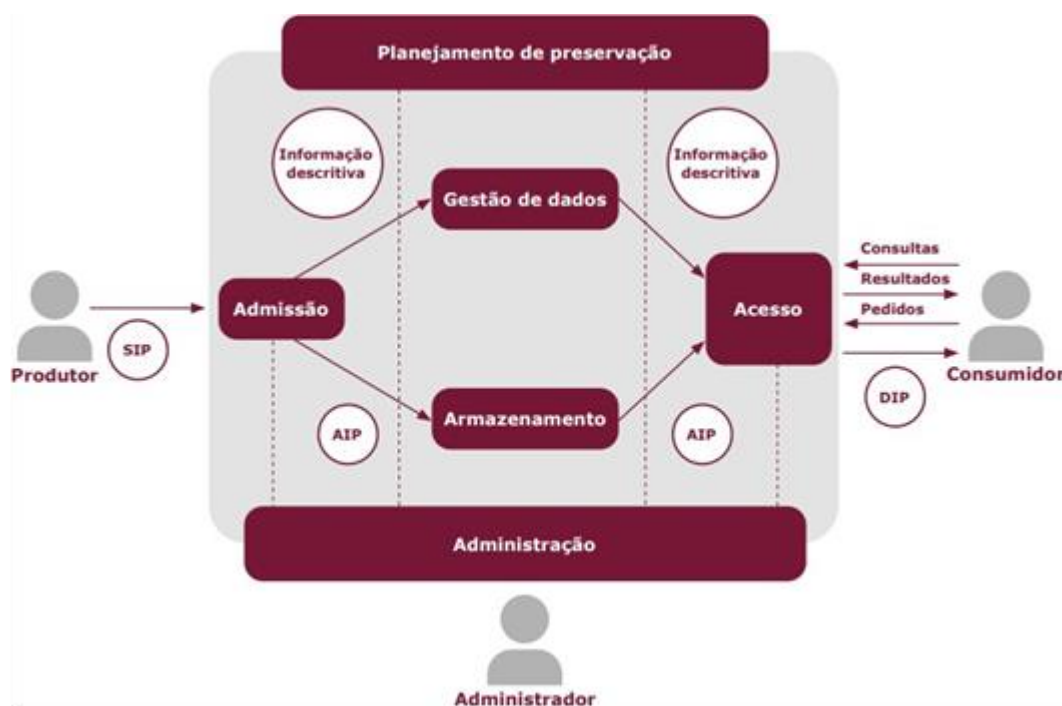 Planejamento de preservação
Informação
descritiva
Informação
descritiva
Gestão de dados
Consultas
Resultados
Pedidos
Admissão
Acesso
SIP
Produtor
Consumidor
DIP
Armazenamento
AIP
AIP
Administração
Administrador